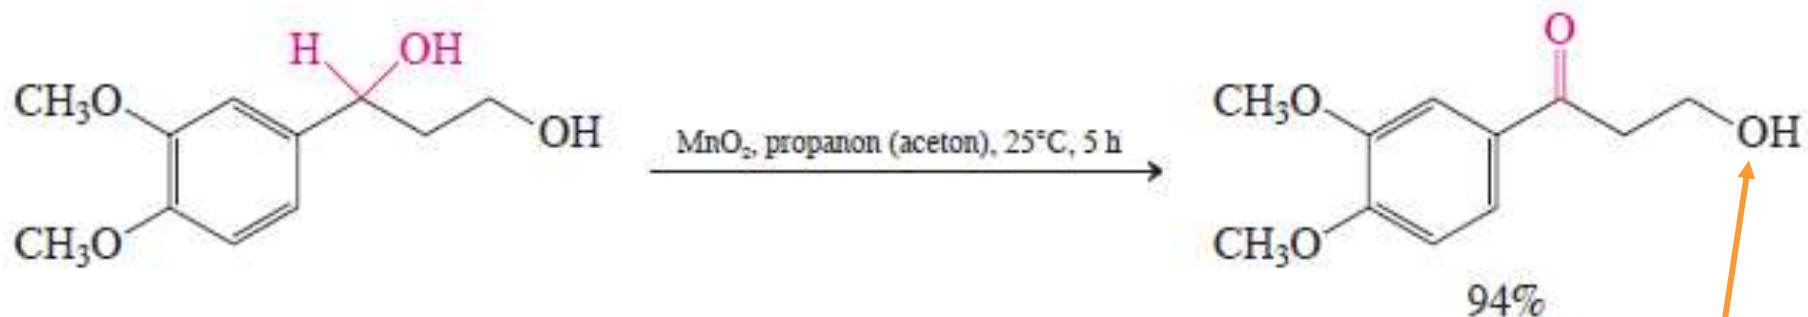 H OH
CH₃O
OH
CH₃O
MnO₂, propanon (aceton), 25°C, 5 h
O
CH₃O
OH
CH₃O
94%